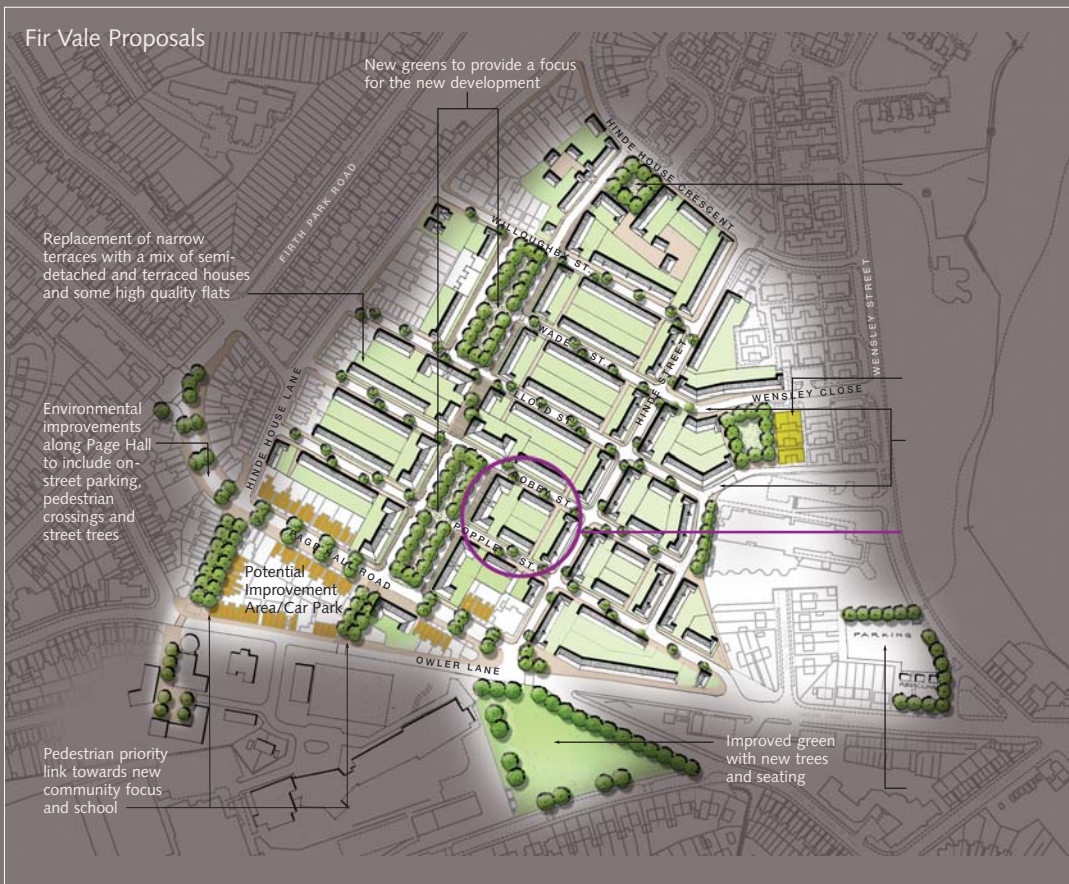 Fir Vale Proposals
New greens to provide a focus
for the new development
HINDE HOUSE CRESCENT
FIRTH PARK ROAD
WILLOUGHBY ST.
Replacement of narrow
terraces with a mix of semi-
detached and terraced houses
and some high quality flats
WADE ST.
HINDE STREET
WENSLEY STREET
LLOYD ST.
WENSLEY CLOSE
HINDE HOUSE LANE
Environmental
improvements
along Page Hall
to include on-
street parking,
pedestrian
crossings and
street trees
ROBEY ST.
POPPLE ST.
PAGE HALL ROAD
Potential
Improvement
Area/Car Park
PARKING
OWLER LANE
Pedestrian priority
link towards new
community focus
and school
Improved green
with new trees
and seating